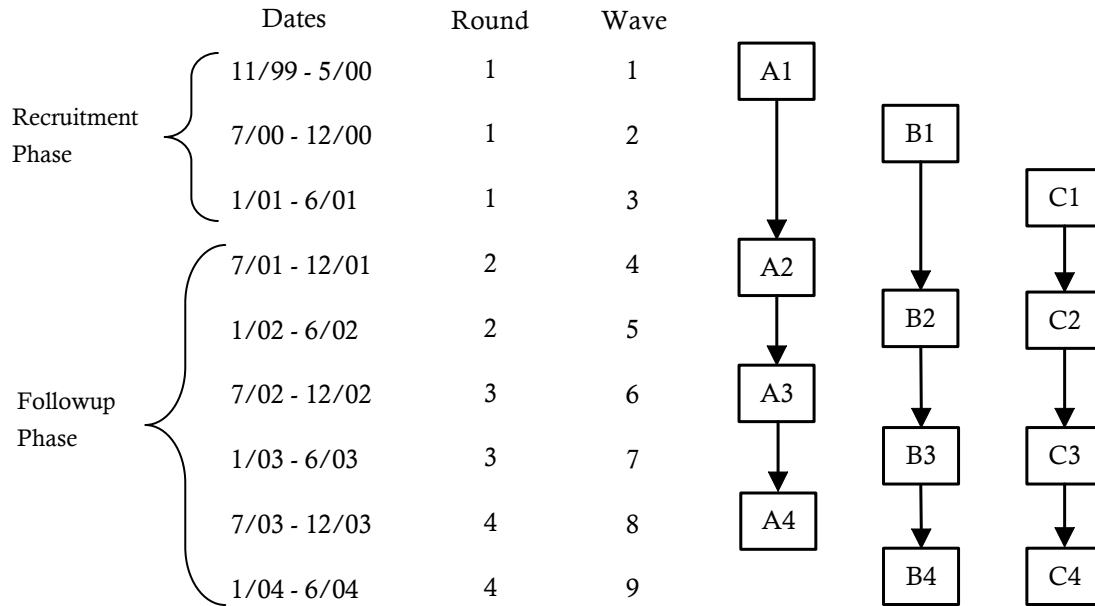 Dates Round Wave
11/99 - 5/00 1 1 A1
Recruitment
Phase
7/00 - 12/00 1 2 B1
1/01 - 6/01 1 3 C1
7/01 - 12/01 2 4 A2
1/02 - 6/02 2 5 B2 C2
Followup
Phase
7/02 - 12/02 3 6 A3
1/03 - 6/03 3 7 B3 C3
7/03 - 12/03 4 8 A4
1/04 - 6/04 4 9 B4 C4